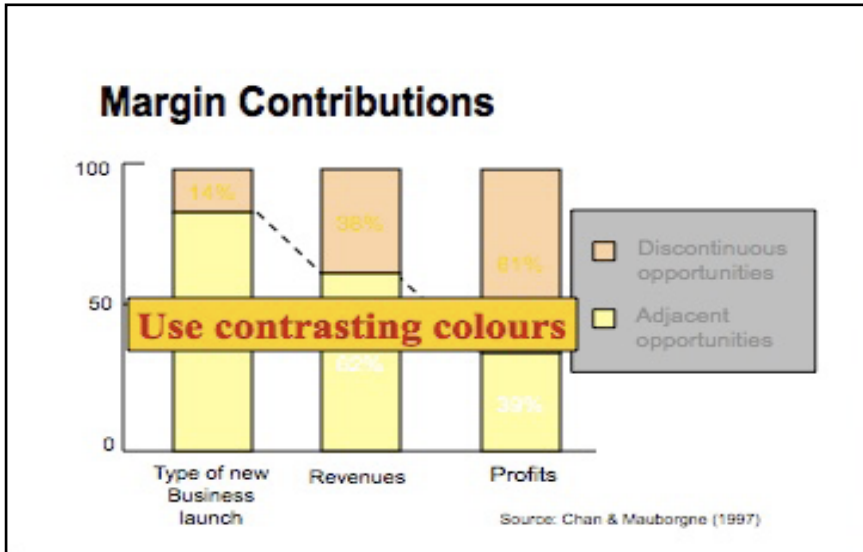 Margin Contributions
100
14%
38%
61%
Discontinuous
opportunities
50
Use contrasting colours
Adjacent
opportunities
62%
39%
0
Type of new
Business
launch
Revenues
Profits
Source: Chan & Mauborgne (1997)